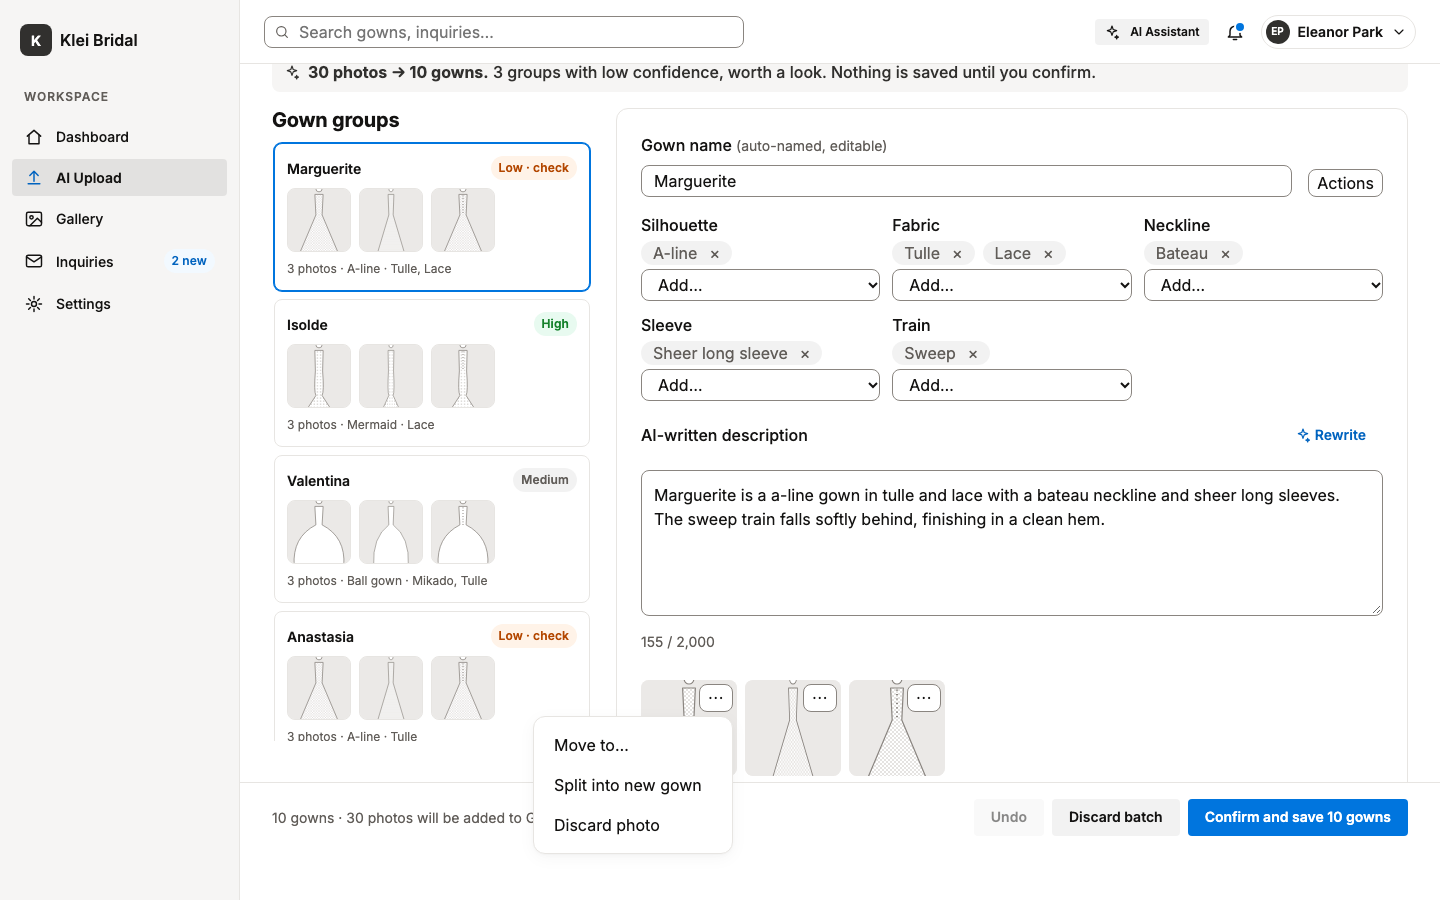 K Klei Bridal
Search gowns, inquiries...
AI Assistant
EP Eleanor Park
WORKSPACE
Dashboard
AI Upload
Gallery
Inquiries 2 new
Settings
30 photos → 10 gowns. 3 groups with low confidence, worth a look. Nothing is saved until you confirm.
Gown groups
Marguerite Low · check
3 photos · A-line · Tulle, Lace
Isolde High
3 photos · Mermaid · Lace
Valentina Medium
3 photos · Ball gown · Mikado, Tulle
Anastasia Low · check
3 photos · A-line · Tulle
Gown name (auto-named, editable)
Marguerite
Actions
Silhouette Fabric Neckline
A-line × Tulle × Lace × Bateau ×
Add... Add... Add...
Sleeve Train
Sheer long sleeve × Sweep ×
Add... Add...
AI-written description Rewrite
Marguerite is a a-line gown in tulle and lace with a bateau neckline and sheer long sleeves.
The sweep train falls softly behind, finishing in a clean hem.
155 / 2,000
... ... ...
Move to...
Split into new gown
Discard photo
10 gowns · 30 photos will be added to G
Undo Discard batch Confirm and save 10 gowns